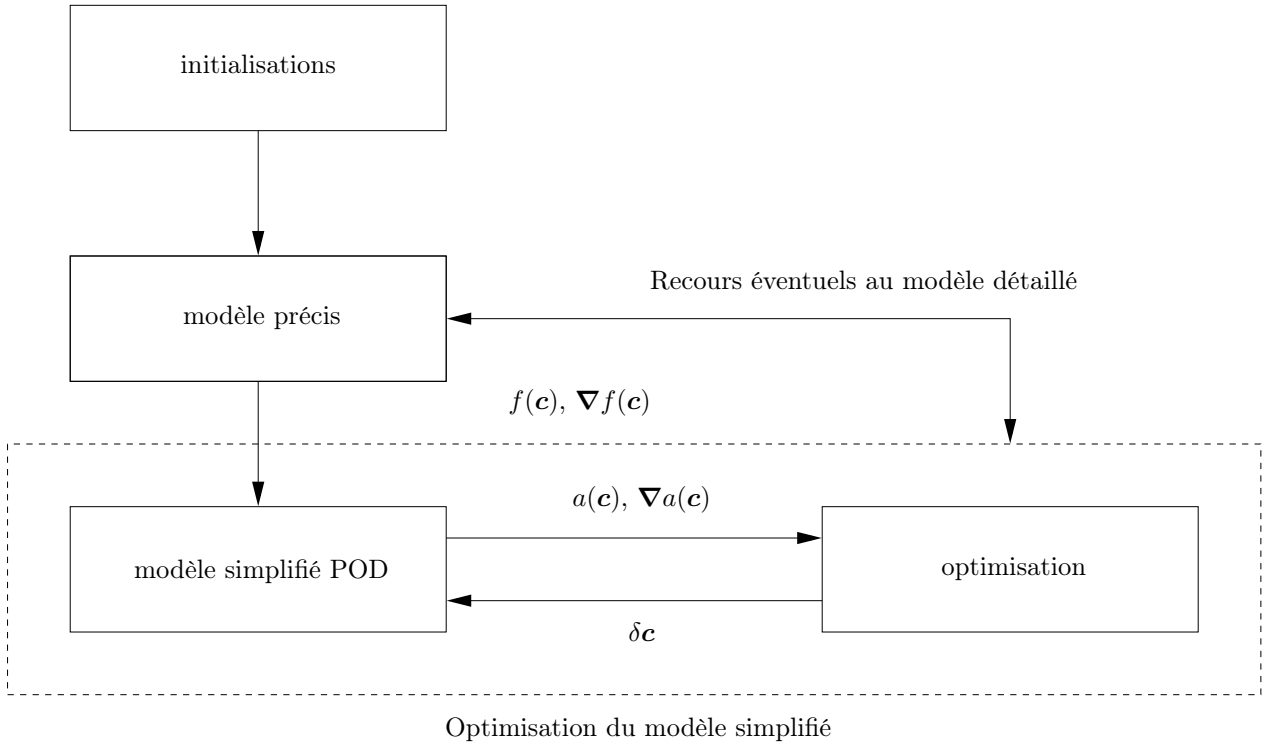 initialisations
Recours éventuels au modèle détaillé
modèle précis
f(c), ∇f(c)
a(c), ∇a(c)
modèle simplifié POD
optimisation
δc
Optimisation du modèle simplifié